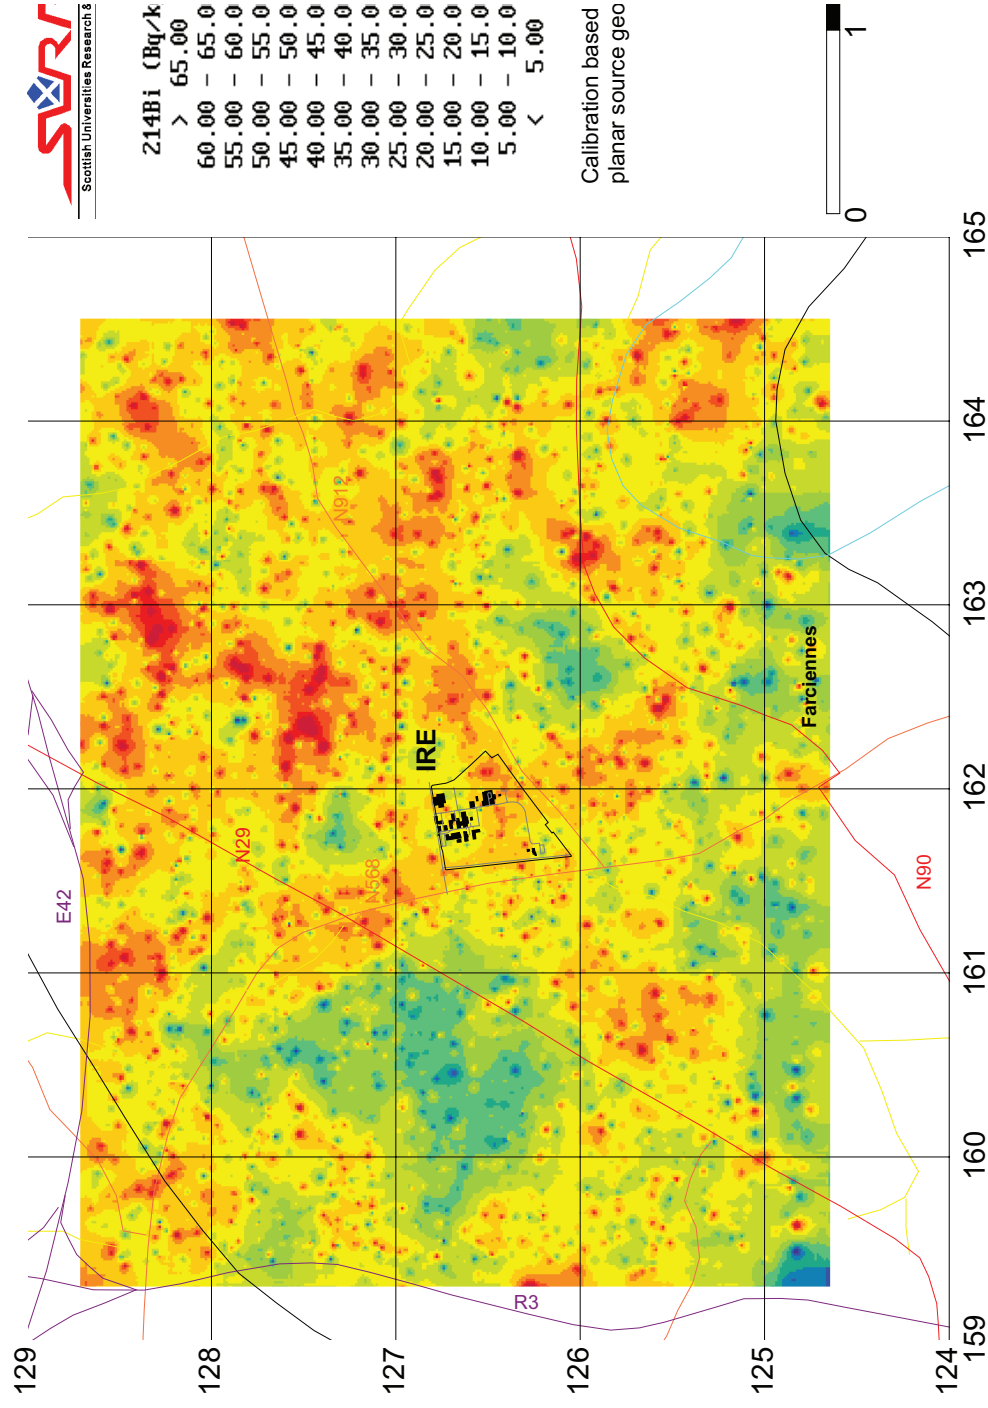 Scottish Universities Research &
214Bi (Bq/k
> 65.00
60.00 - 65.0
55.00 - 60.0
50.00 - 55.0
45.00 - 50.0
40.00 - 45.0
35.00 - 40.0
30.00 - 35.0
25.00 - 30.0
20.00 - 25.0
15.00 - 20.0
10.00 - 15.0
5.00 - 10.0
< 5.00
Calibration based
planar source geo
0
1
129
128
127
126
125
124
159
160
161
162
163
164
165
E42
N29
N568
N912
IRE
R3
Farciennes
N90